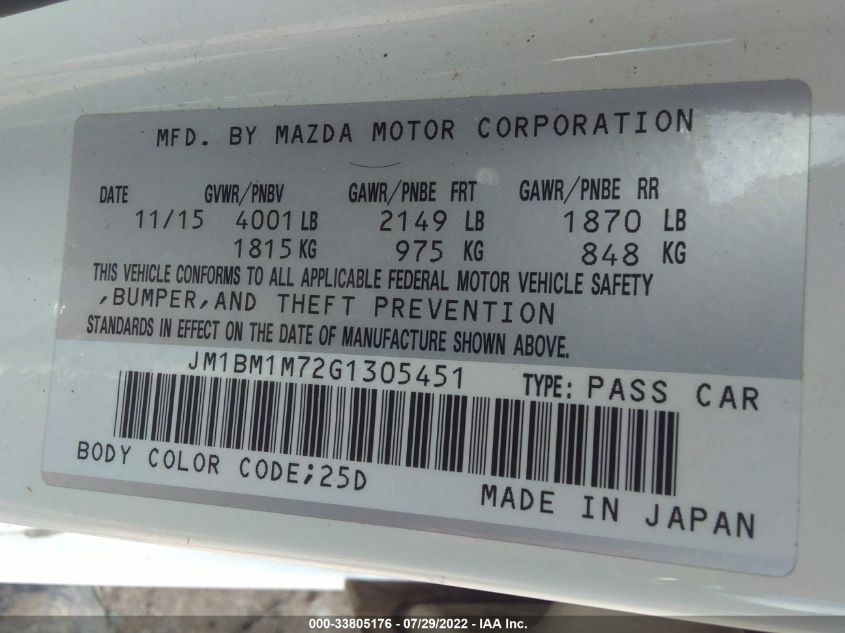 MFD. BY MAZDA MOTOR CORPORATION
DATE GVWR/PNBV GAWR/PNBE FRT GAWR/PNBE RR
11/15 4001 LB 2149 LB 1870 LB
1815 KG 975 KG 848 KG
THIS VEHICLE CONFORMS TO ALL APPLICABLE FEDERAL MOTOR VEHICLE SAFETY
,BUMPER,AND THEFT PREVENTION
STANDARDS IN EFFECT ON THE DATE OF MANUFACTURE SHOWN ABOVE.
JM1BM1M72G1305451 TYPE: PASS CAR
BODY COLOR CODE;25D
MADE IN JAPAN
000-33805176 - 07/29/2022 - IAA Inc.